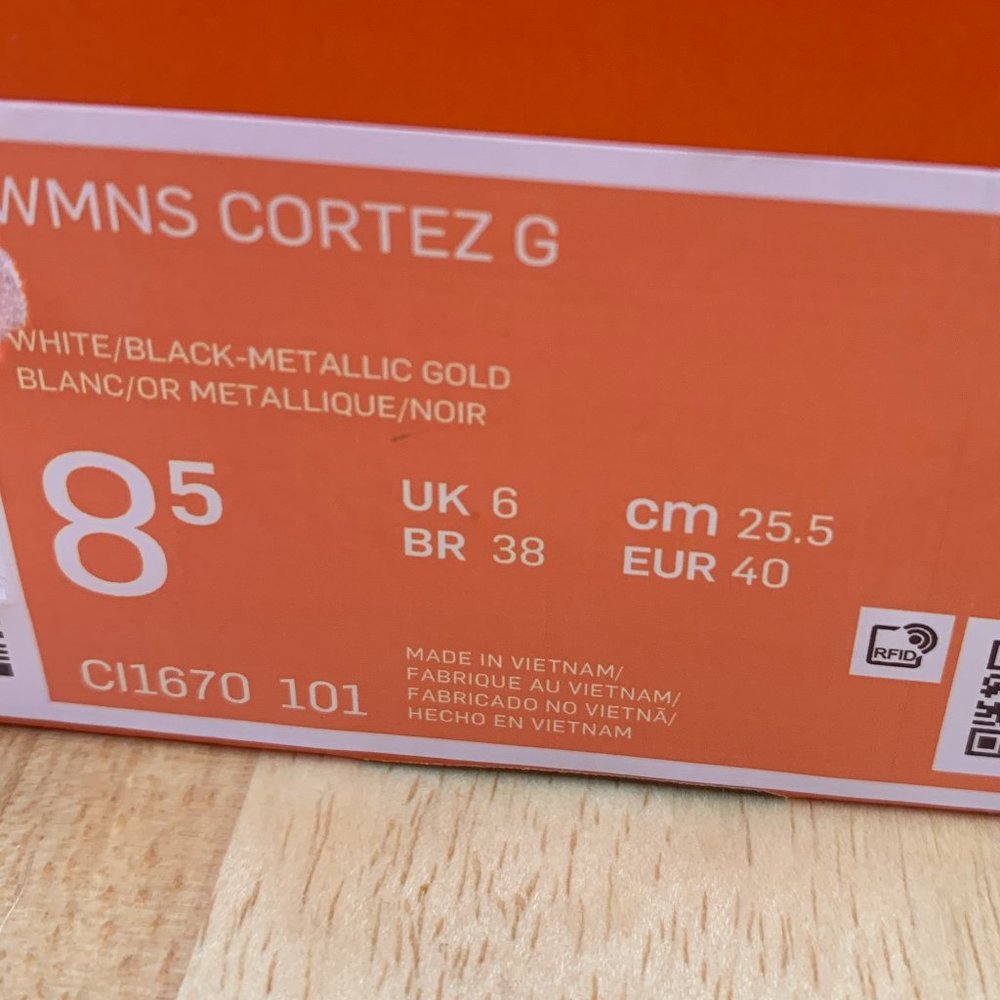 WMNS CORTEZ G
WHITE/BLACK-METALLIC GOLD
BLANC/OR METALLIQUE/NOIR
8⁵
UK 6
BR 38
cm 25.5
EUR 40
CI1670 101
MADE IN VIETNAM/
FABRIQUE AU VIETNAM/
FABRICADO NO VIETNÃ/
HECHO EN VIETNAM
RFID